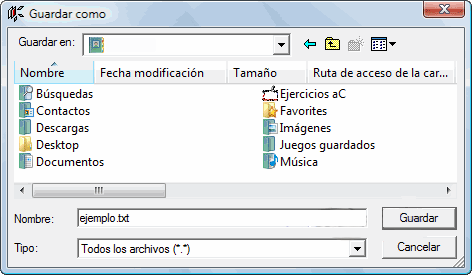 Guardar como
Guardar en:
Nombre Fecha modificación Tamaño Ruta de acceso de la car...
Búsquedas Ejercicios aC
Contactos Favorites
Descargas Imágenes
Desktop Juegos guardados
Documentos Música
Nombre: ejemplo.txt Guardar
Tipo: Todos los archivos (*.*) Cancelar